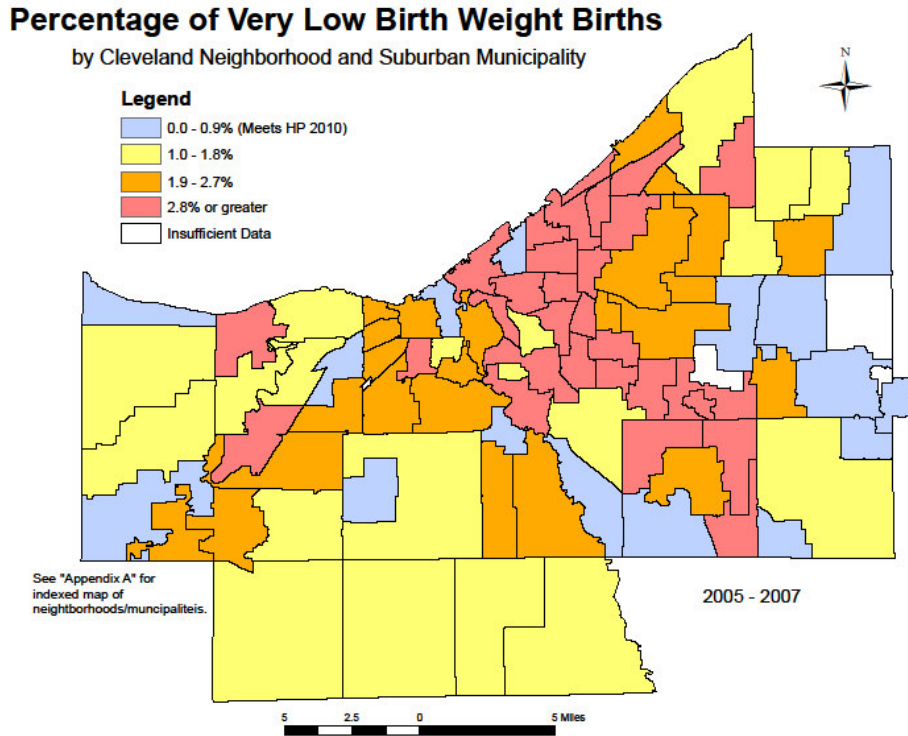 Percentage of Very Low Birth Weight Births
by Cleveland Neighborhood and Suburban Municipality
N
Legend
0.0 - 0.9% (Meets HP 2010)
1.0 - 1.8%
1.9 - 2.7%
2.8% or greater
Insufficient Data
See "Appendix A" for
indexed map of
neightborhoods/muncipaliteis.
2005 - 2007
5 2.5 0 5 Miles